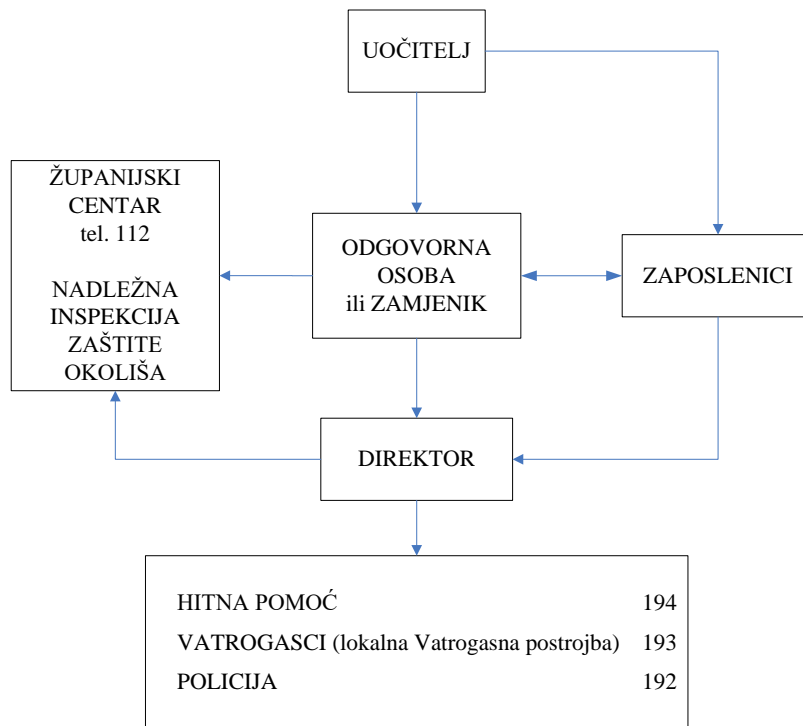 UOČITELJ
ŽUPANIJSKI
CENTAR
tel. 112
NADLEŽNA
INSPEKCIJA
ZAŠTITE
OKOLIŠA
ODGOVORNA
OSOBA
ili ZAMJENIK
ZAPOSLENICI
DIREKTOR
HITNA POMOĆ 194
VATROGASCI (lokalna Vatrogasna postrojba) 193
POLICIJA 192